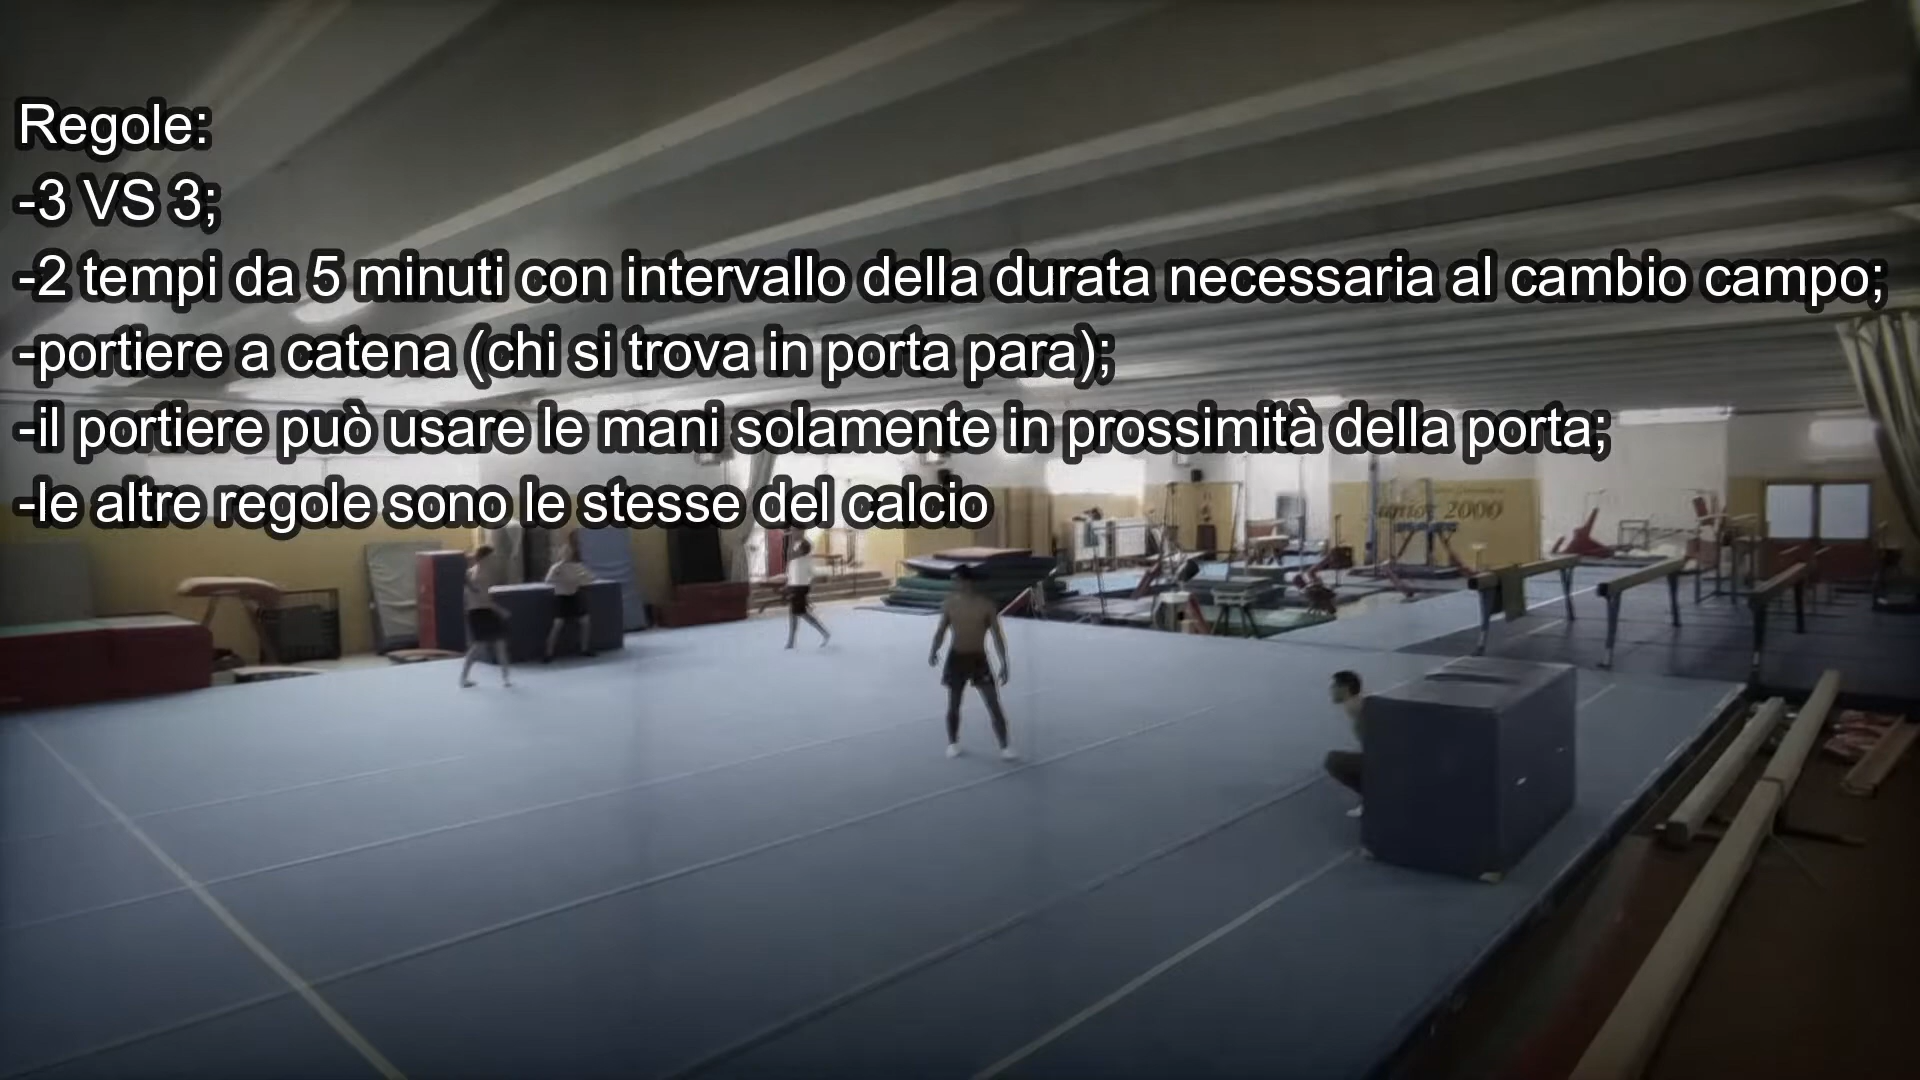 Regole:
-3 VS 3;
-2 tempi da 5 minuti con intervallo della durata necessaria al cambio campo;
-portiere a catena (chi si trova in porta para);
-il portiere può usare le mani solamente in prossimità della porta;
-le altre regole sono le stesse del calcio
2000